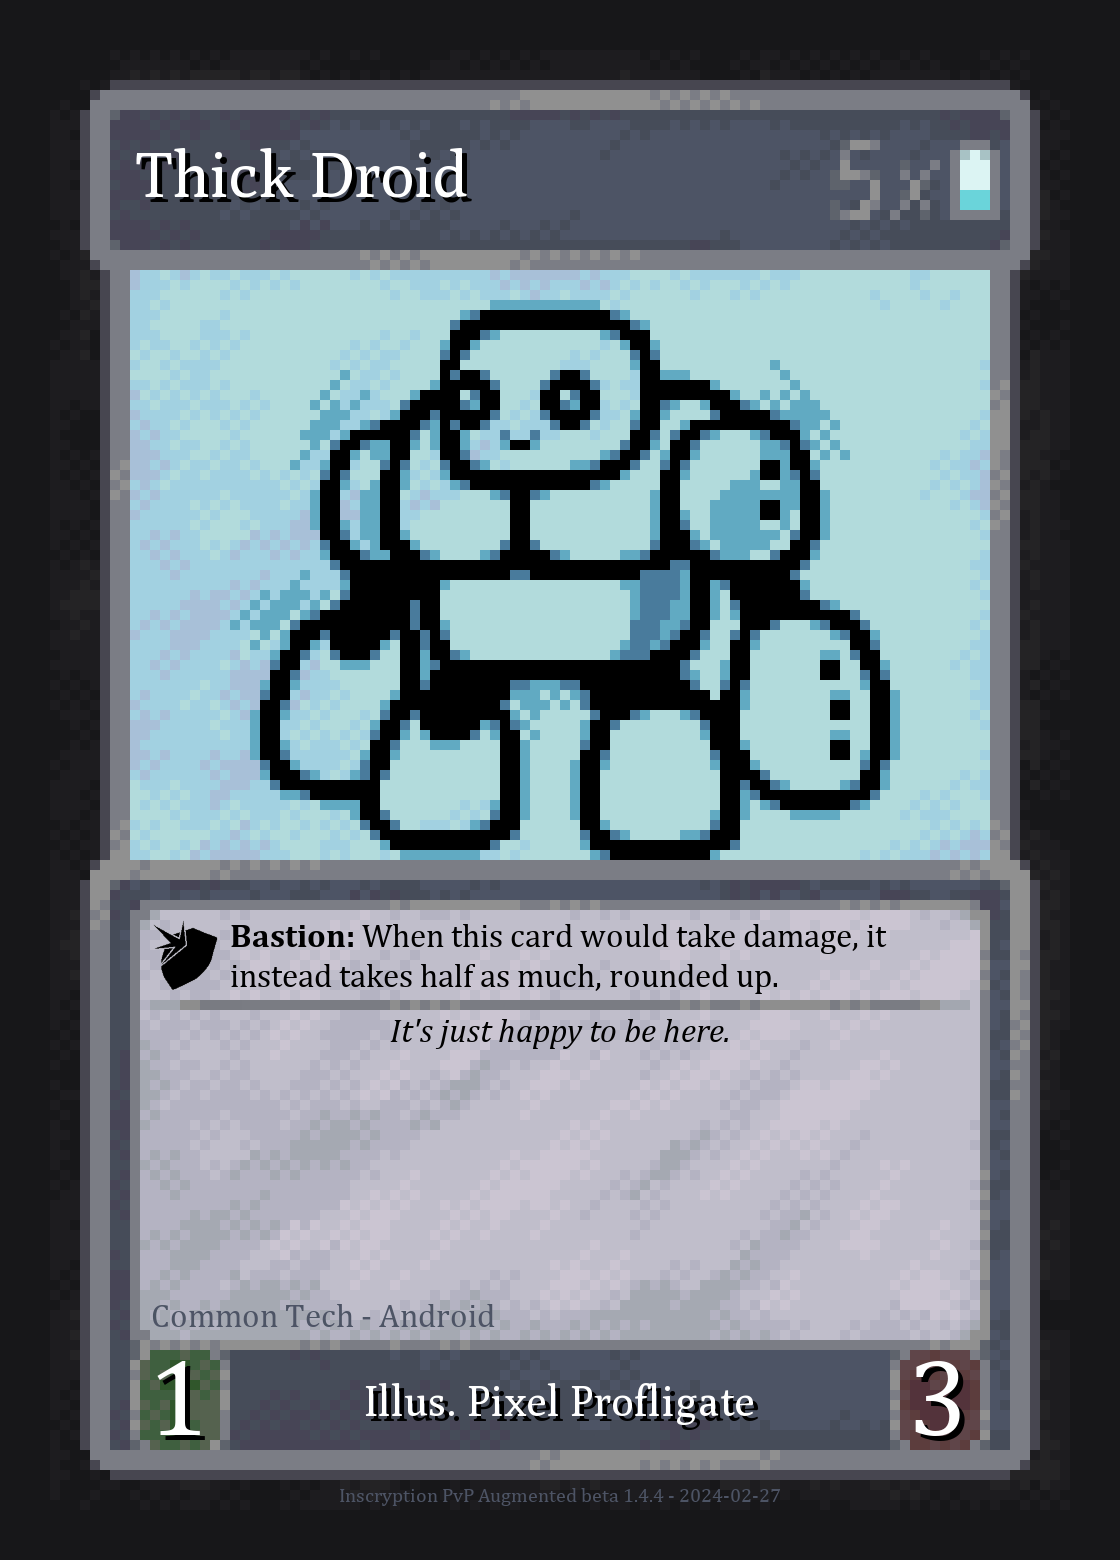 Thick Droid 5x
Bastion: When this card would take damage, it
instead takes half as much, rounded up.
It's just happy to be here.
Common Tech - Android
1 Illus. Pixel Profligate 3
Inscryption PvP Augmented beta 1.4.4 - 2024-02-27